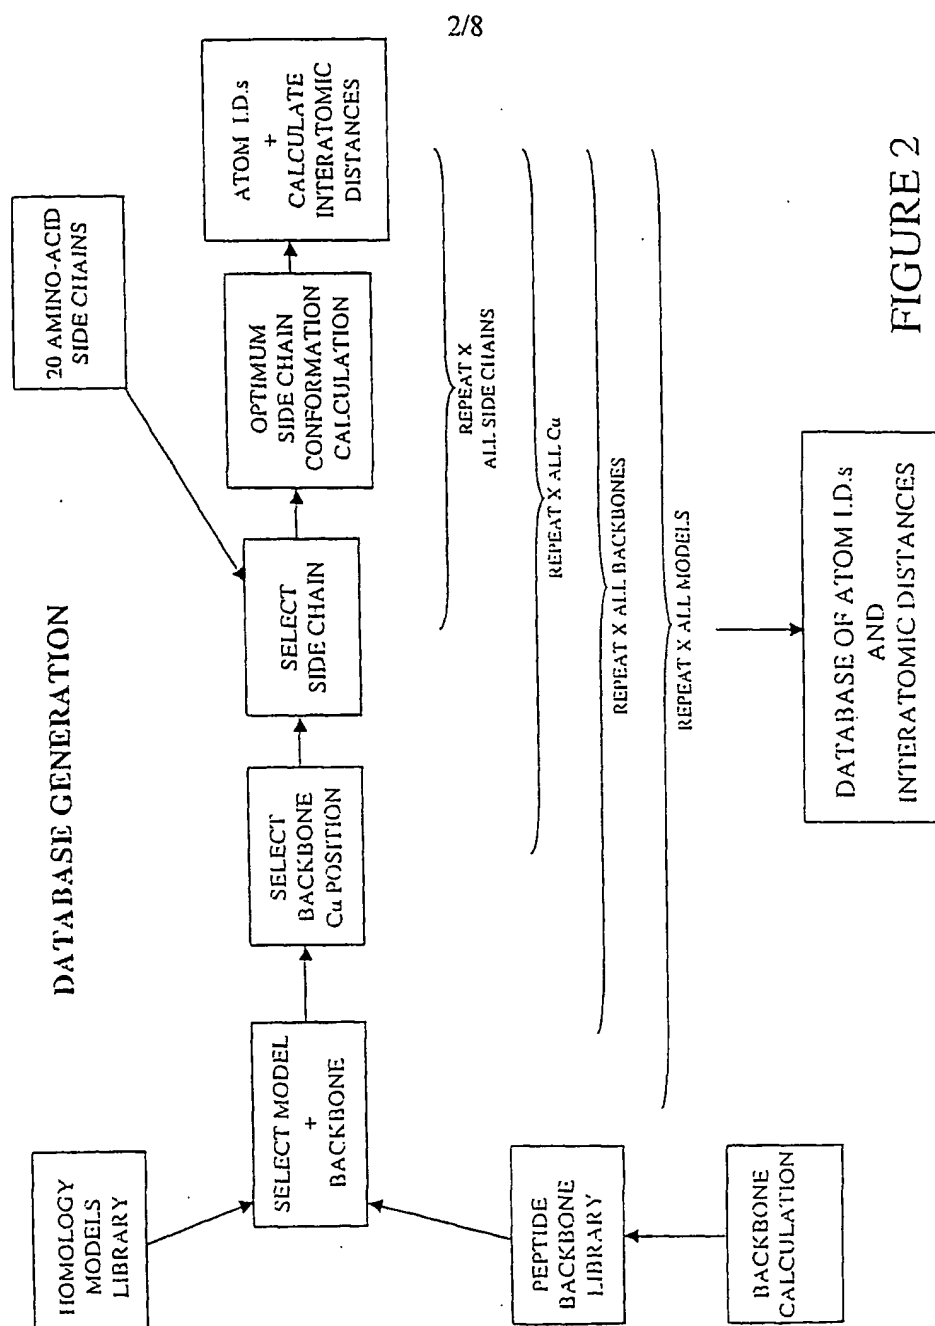 2/8
DATABASE GENERATION
HOMOLOGY
MODELS
LIBRARY
20 AMINO-ACID
SIDE CHAINS
SELECT MODEL
+
BACKBONE
SELECT
BACKBONE
Cu POSITION
SELECT
SIDE CHAIN
OPTIMUM
SIDE CHAIN
CONFORMATION
CALCULATION
ATOM I.D.s
+
CALCULATE
INTERATOMIC
DISTANCES
PEPTIDE
BACKBONE
LIBRARY
BACKBONE
CALCULATION
REPEAT X
ALL SIDE CHAINS
REPEAT X ALL Cu
REPEAT X ALL BACKBONES
REPEAT X ALL MODELS
DATABASE OF ATOM I.D.s
AND
INTERATOMIC DISTANCES
FIGURE 2